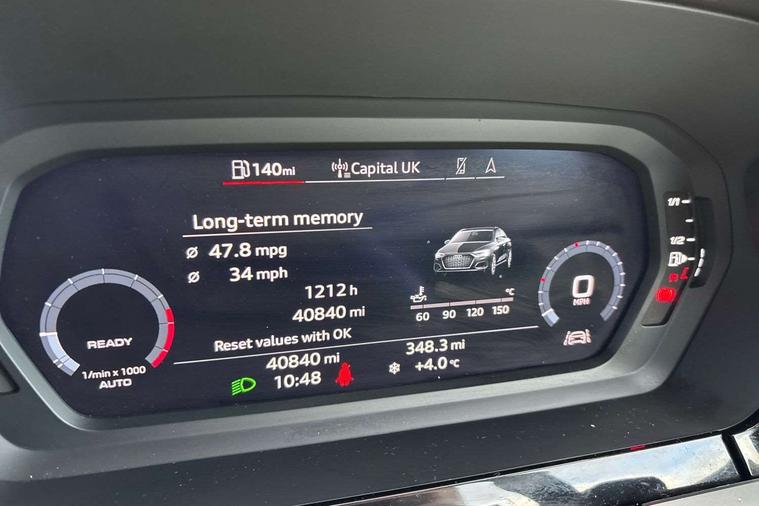 140mi
Capital UK
Long-term memory
ø 47.8 mpg
ø 34 mph
1212 h
40840 mi
Reset values with OK
°C
60 90 120 150
0
MPH
READY
1/min x 1000
AUTO
1/1
1/2
40840 mi
348.3 mi
10:48
+4.0 °C